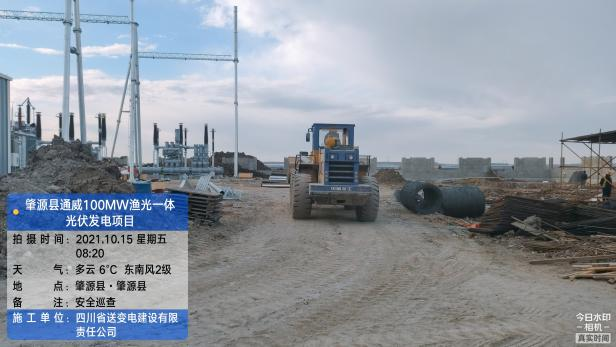 肇源县通威100MW渔光一体
光伏发电项目
拍摄时间：2021.10.15 星期五
08:20
天气：多云 6℃ 东南风2级
地点：肇源县·肇源县
备注：安全巡查
施工单位：四川省送变电建设有限
责任公司
今日水印
-相机-
真实时间